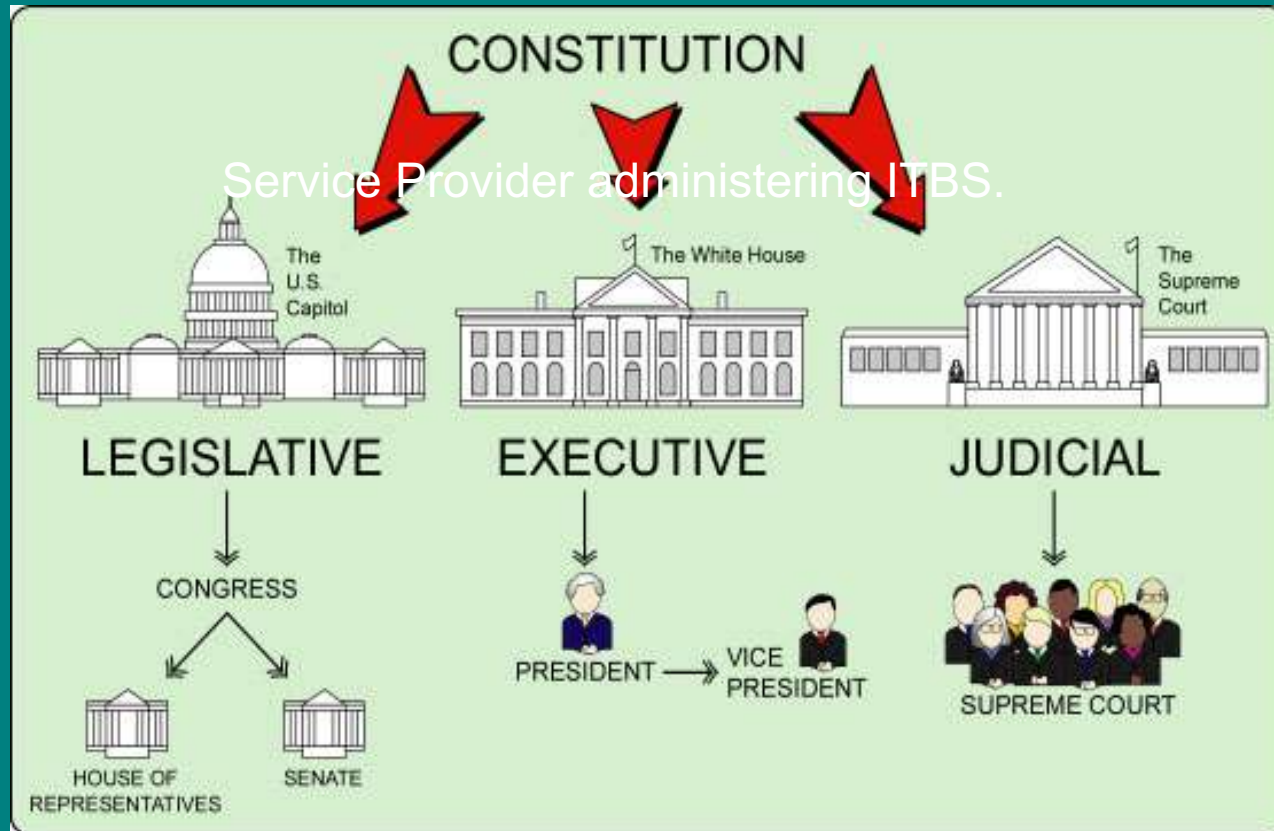 CONSTITUTION
Service Provider administering ITBS.
The
U.S.
Capitol
The White House
The
Supreme
Court
LEGISLATIVE
EXECUTIVE
JUDICIAL
CONGRESS
PRESIDENT
VICE
PRESIDENT
SUPREME COURT
HOUSE OF
REPRESENTATIVES
SENATE